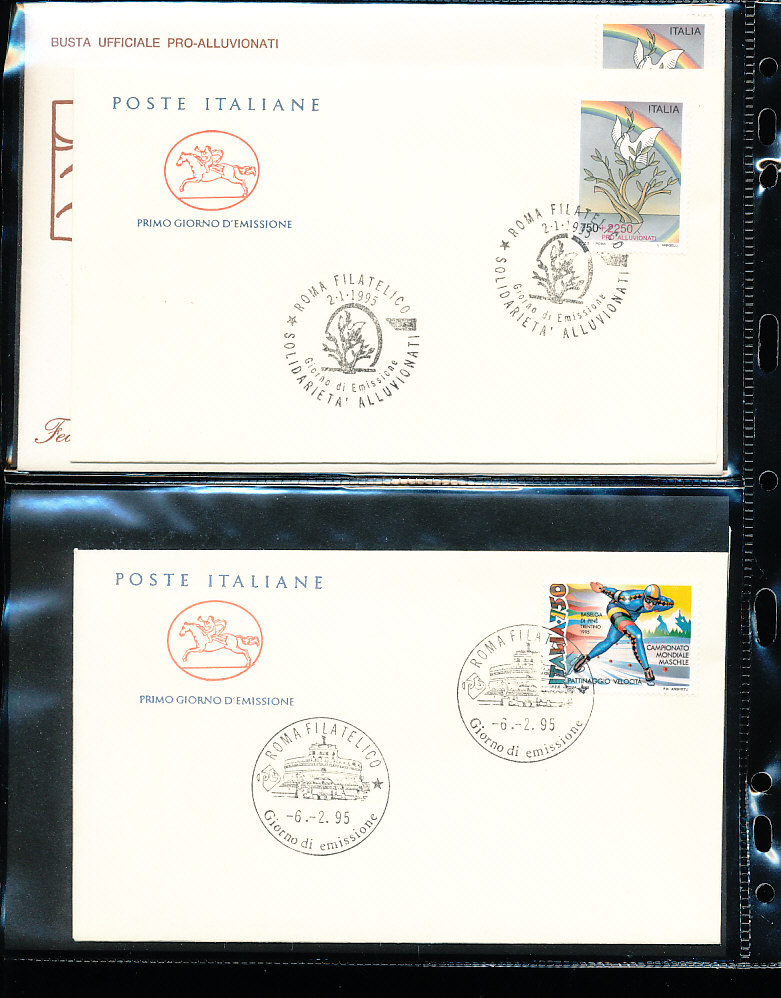 BUSTA UFFICIALE PRO-ALLUVIONATI
ITALIA
POSTE ITALIANE
PRIMO GIORNO D'EMISSIONE
ITALIA
750+2250
PRO-ALLUVIONATI
ROMA FILATELICO
2-1-1995
Giorno di Emissione
SOLIDARIETA' ALLUVIONATI
ROMA FILATELICO
2-1-1995
Giorno di Emissione
SOLIDARIETA' ALLUVIONATI
POSTE ITALIANE
PRIMO GIORNO D'EMISSIONE
ITALIA 750
BASELGA
DI PINÈ
TRENTINO
1995
CAMPIONATO
MONDIALE
MASCHILE
PATTINAGGIO VELOCITÀ
ROMA FILAT
-6.-2.95
Giorno di emissione
ROMA FILATELICO
-6.-2.95
Giorno di emissione